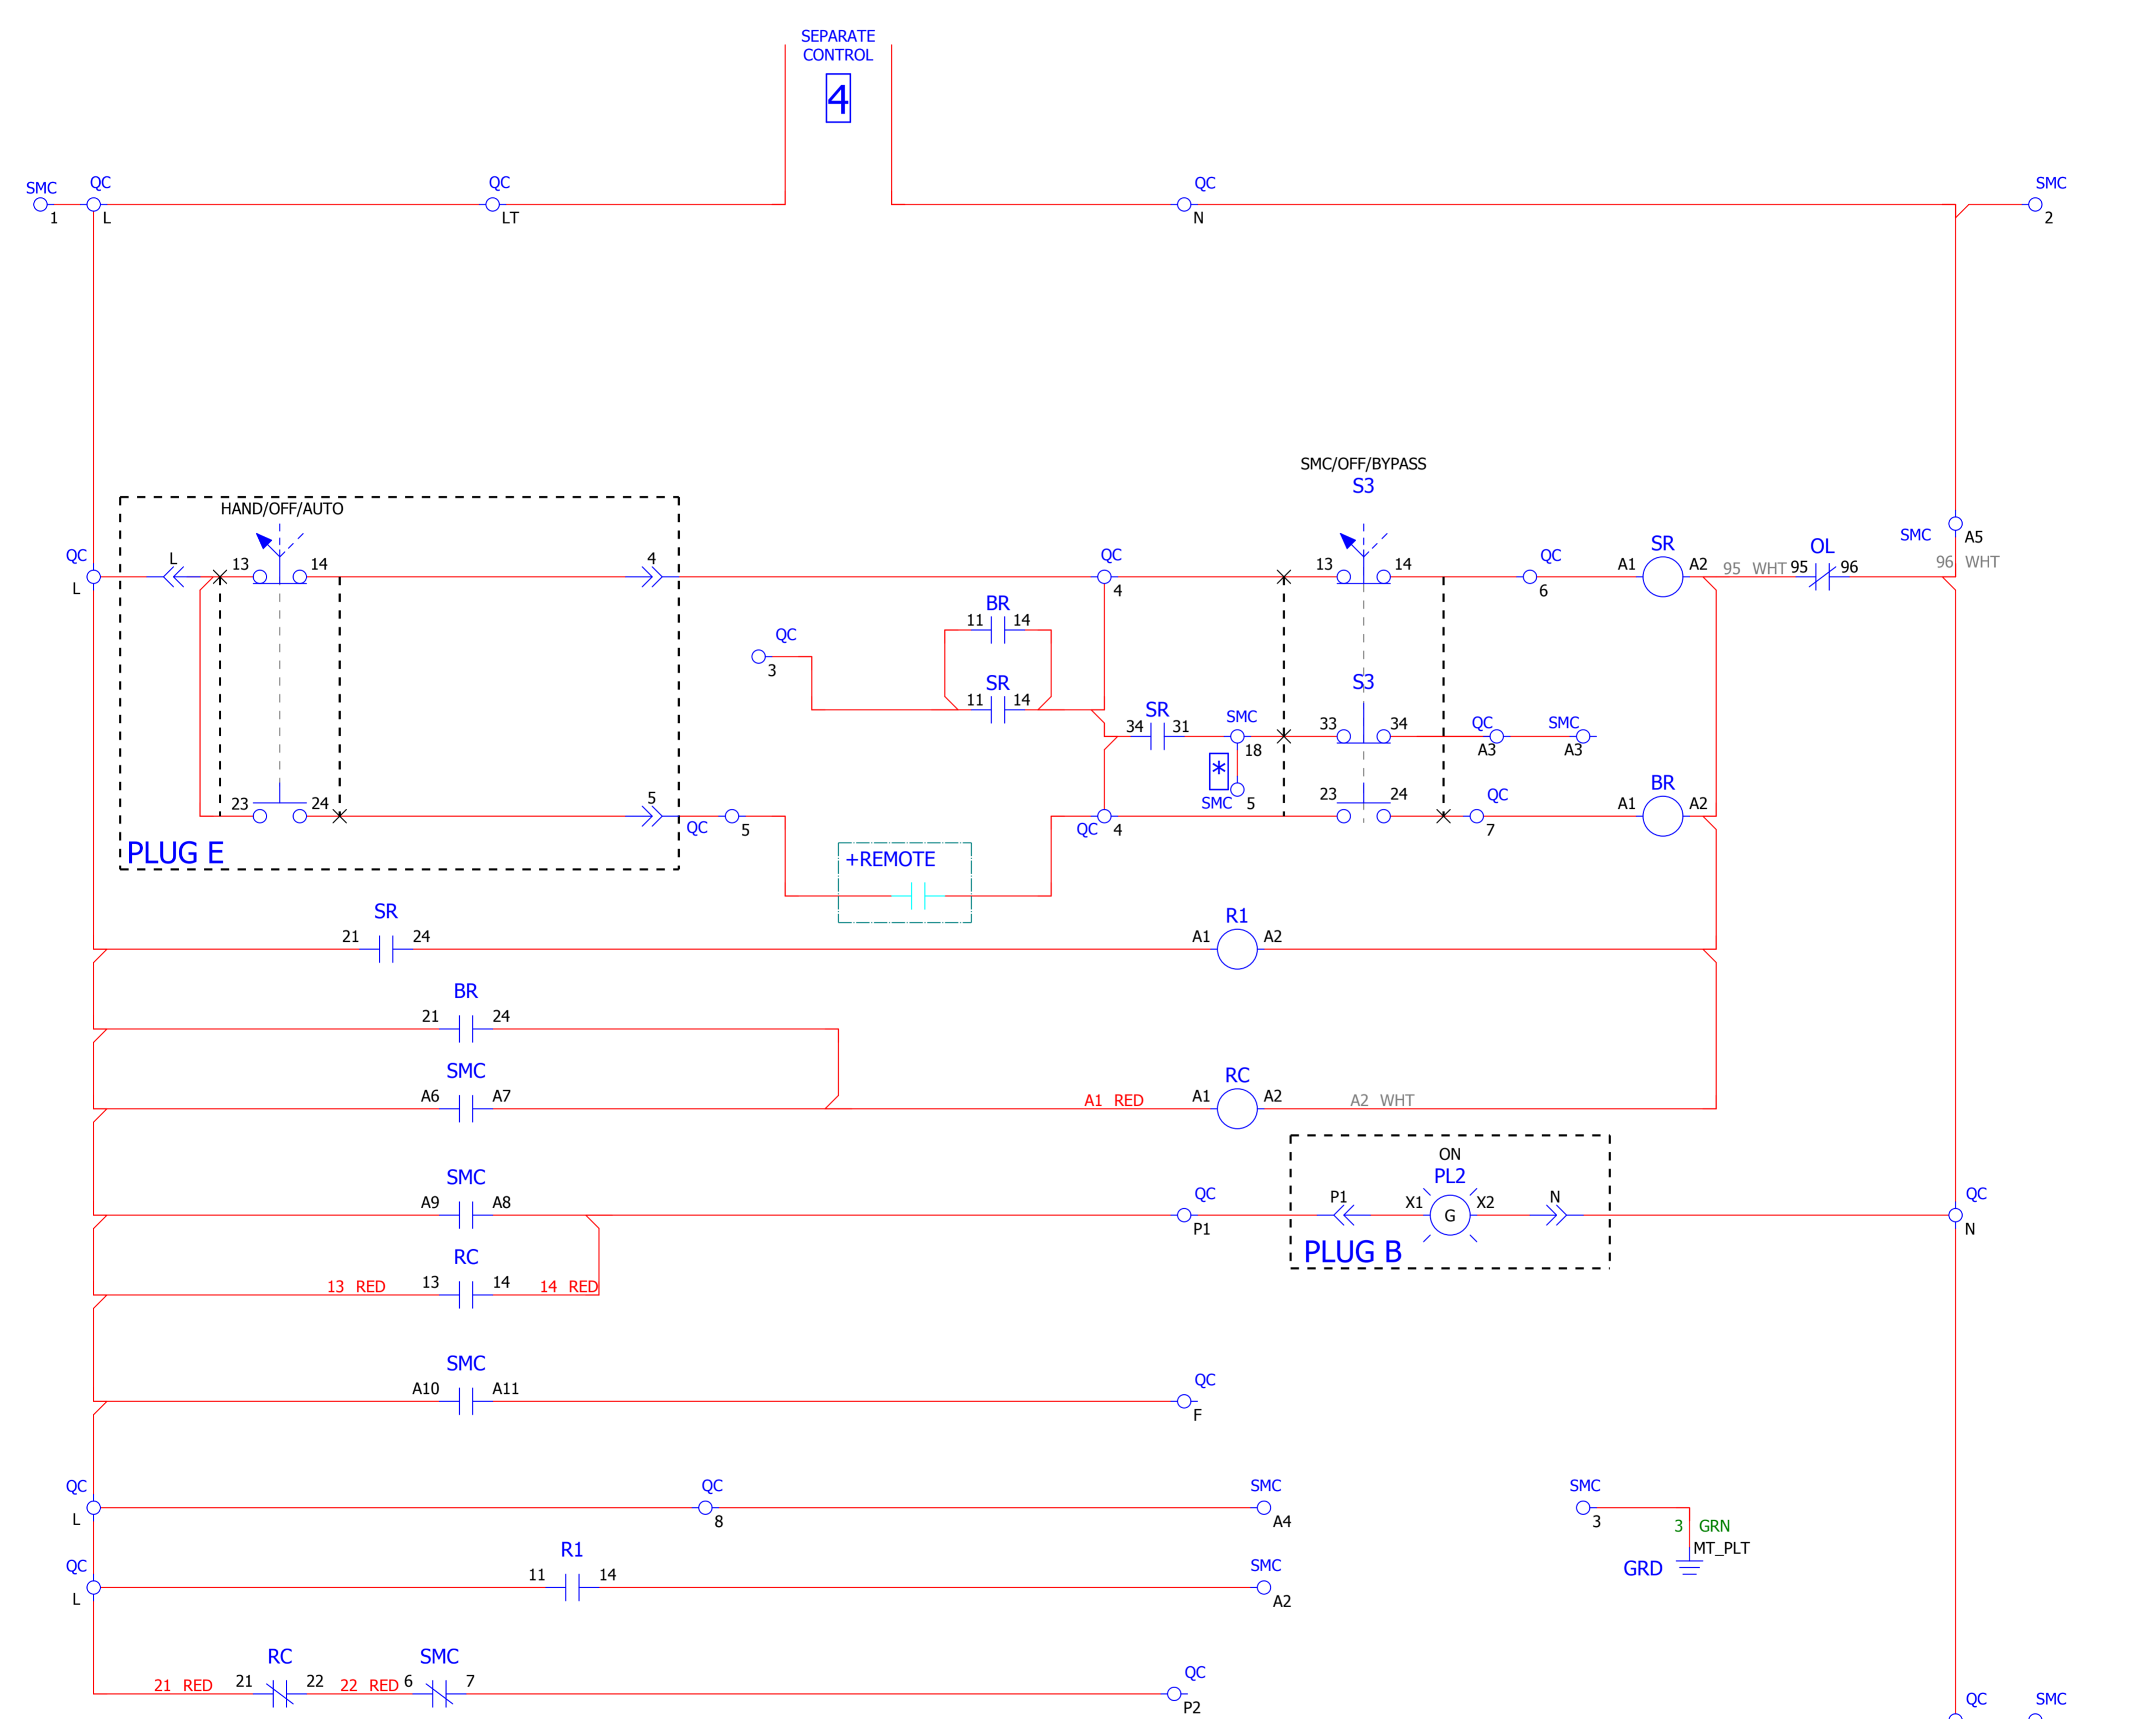 SEPARATE
CONTROL
4
SMC QC QC QC SMC
1 L LT N 2
SMC/OFF/BYPASS
S3
HAND/OFF/AUTO
SMC A5
QC L 13 14 4 QC 13 14 QC SR OL
L 4 6 A1 A2 95 WHT 95 96 96 WHT
BR
11 14
QC
3
SR
11 14
S3
SR SMC QC SMC
34 31 18 33 34 A3 A3
*
SMC 5
BR
23 24 5 QC 5 QC 4 23 24 QC 7 A1 A2
PLUG E
+REMOTE
SR R1
21 24 A1 A2
BR
21 24
SMC RC
A6 A7 A1 RED A1 A2 A2 WHT
ON
SMC PL2
A9 A8 QC P1 P1 X1 G X2 N QC N
PLUG B
RC
13 RED 13 14 14 RED
SMC
A10 A11 QC
F
QC QC SMC SMC
L 8 A4 3
3 GRN
MT_PLT
GRD
QC R1 SMC
L 11 14 A2
RC SMC
21 RED 21 22 22 RED 6 7 QC
P2
QC SMC